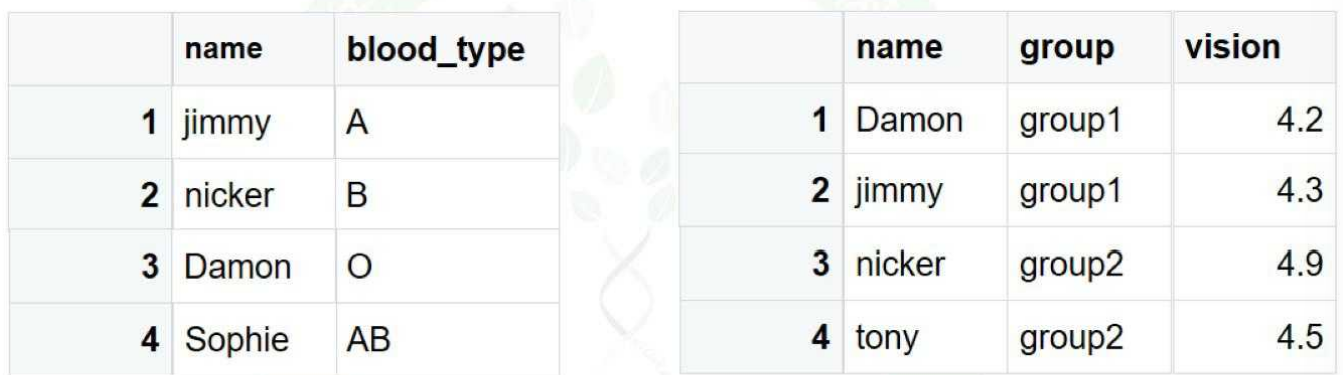 name blood_type
1 jimmy A
2 nicker B
3 Damon O
4 Sophie AB
name group vision
1 Damon group1 4.2
2 jimmy group1 4.3
3 nicker group2 4.9
4 tony group2 4.5